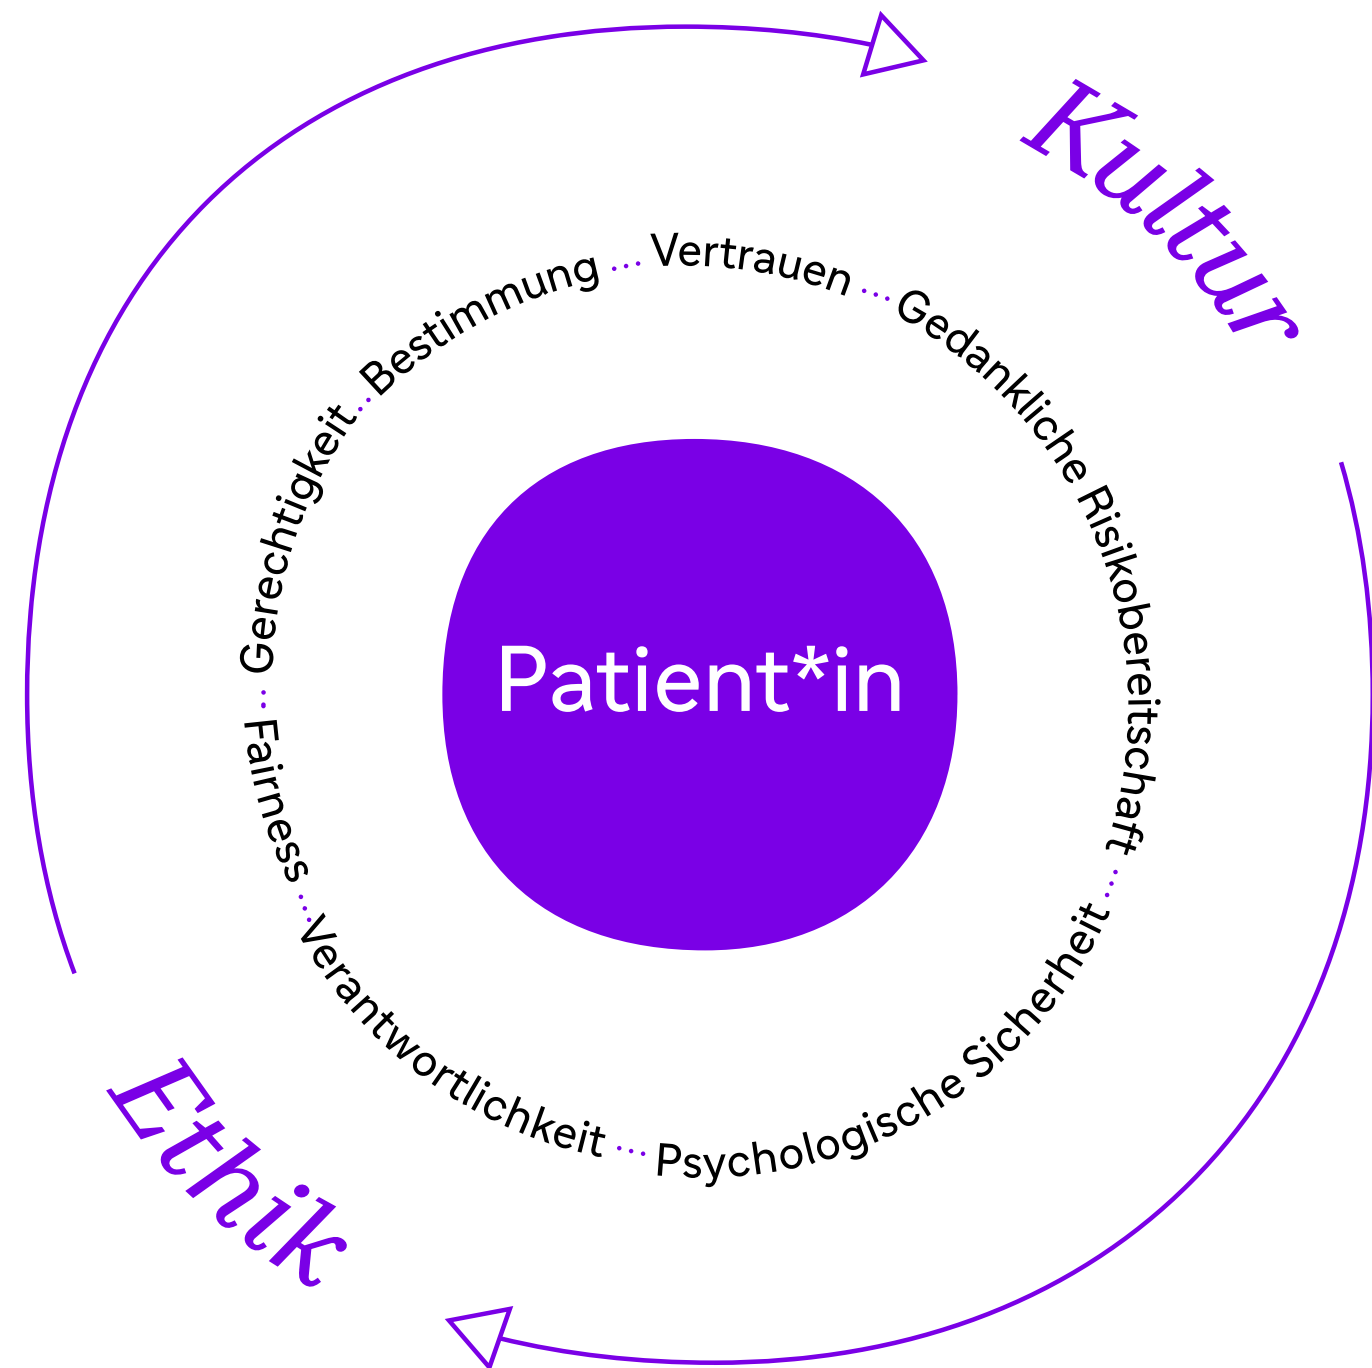 Kultur
Vertrauen ... Gedankliche Risikobereitschaft ... Psychologische Sicherheit ... Verantwortlichkeit ... Fairness ... Gerechtigkeit ... Bestimmung ...
Patient*in
Ethik